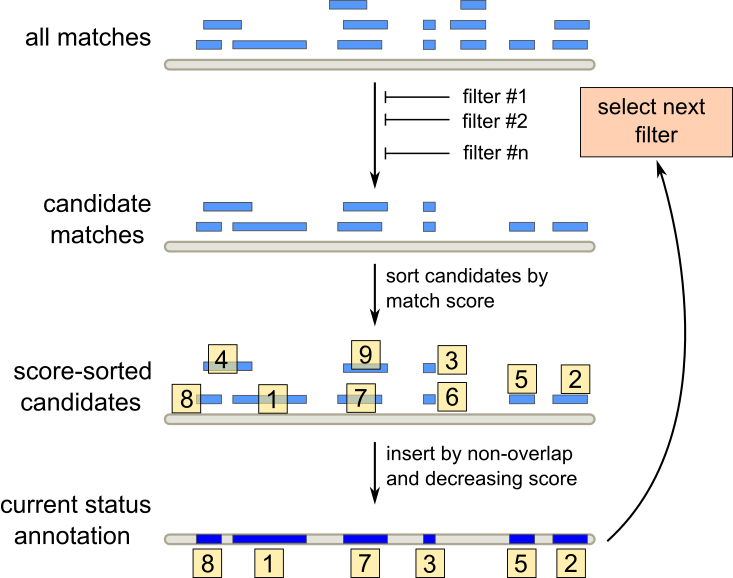 all matches
filter #1
filter #2
filter #n
select next
filter
candidate
matches
sort candidates by
match score
score-sorted
candidates
4
9
3
8
1
7
6
5
2
insert by non-overlap
and decreasing score
current status
annotation
8
1
7
3
5
2